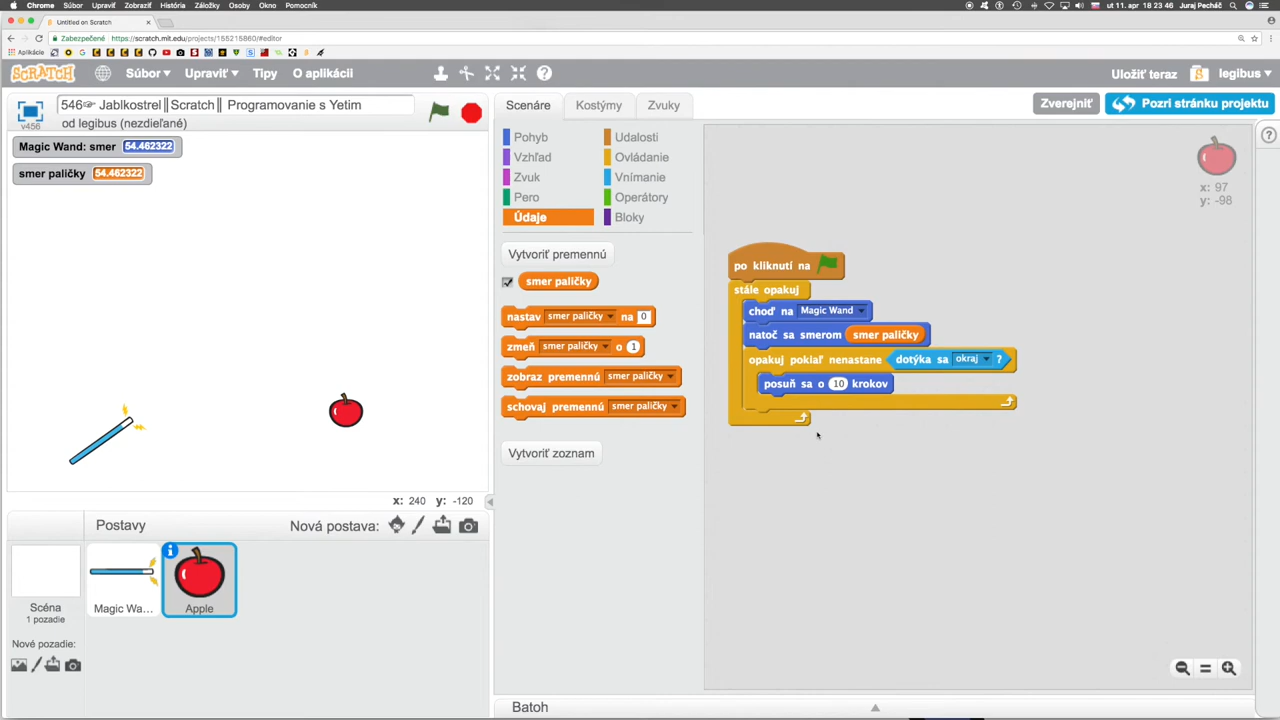 Chrome Súbor Upraviť Zobraziť História Záložky Osoby Okno Pomocník
ut 11. apr 18 23:46 Juraj Pecháč
Untitled on Scratch
Zabezpečené https://scratch.mit.edu/projects/155215860/#editor
Aplikácie
SCRATCH Súbor Upraviť Tipy O aplikácii
Uložiť teraz legibus
v456
546☞ Jablkostrel || Scratch || Programovanie s Yetim
od legibus (nezdieľané)
Scenáre Kostýmy Zvuky
Zverejniť Pozri stránku projektu
Magic Wand: smer 54.462322
smer paličky 54.462322
Pohyb
Vzhľad
Zvuk
Pero
Údaje
Udalosti
Ovládanie
Vnímanie
Operátory
Bloky
Vytvoriť premennú
smer paličky
nastav smer paličky na 0
zmeň smer paličky o 1
zobraz premennú smer paličky
schovaj premennú smer paličky
Vytvoriť zoznam
po kliknutí na
stále opakuj
choď na Magic Wand
natoč sa smerom smer paličky
opakuj pokiaľ nenastane dotýka sa okraj ?
posuň sa o 10 krokov
x: 97
y: -98
x: 240 y: -120
Postavy Nová postava:
Scéna
1 pozadie
Nové pozadie:
Magic Wa...
Apple
Batoh